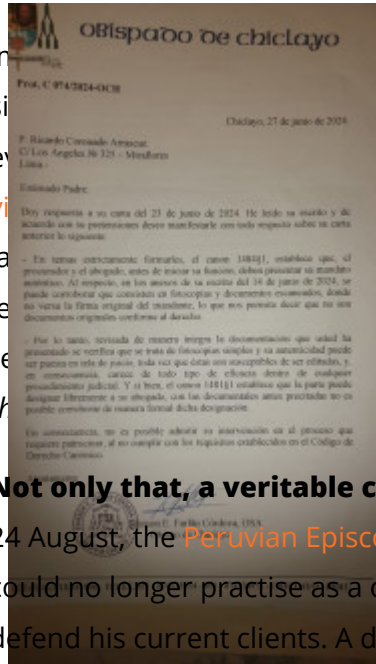 OBISPADO DE CHICLAYO
Prot. C 074/2024-OCH
Chiclayo, 27 de junio de 2024
P. Ricardo Coronado Arrascue
C/ Los Angeles № 325 – Miraflores
Lima.-
Estimado Padre:
Doy respuesta a su carta del 23 de junio de 2024. He leído su escrito y de
acuerdo con su pretensiones deseo manifestarle con todo respeto sobre su carta
anterior lo siguiente:
- En temas estrictamente formales, el canon 1484§1, establece que, el
procurador y el abogado, antes de iniciar su función, deben presentar su mandato
auténtico. Al respecto, en los anexos de su escrito del 14 de junio de 2024, se
puede corroborar que consisten en fotocopias y documentos escaneados, donde
no versa la firma original del mandante, lo que nos permite decir que no son
documentos originales conforme al derecho.
- Por lo tanto, revisada de manera íntegra la documentación que usted ha
presentado se verifica que se trata de fotocopias simples y su autenticidad puede
ser puesta en tela de juicio, toda vez que éstas son susceptibles de ser editadas, y,
en consecuencia, carece de todo tipo de eficacia dentro de cualquier
procedimiento judicial. Y si bien, el canon 1481§1 establece que la parte puede
designar libremente a su abogado, con las documentales antes precitadas no es
posible corroborar de manera formal dicha designación.
En consecuencia, no es posible admitir su intervención en el proceso que
requiere patrocinar, al no cumplir con los requisitos establecidos en el Código de
Derecho Canónico.
Farfán Córdova, OSA
Not only that, a veritable c
24 August, the Peruvian Episc
could no longer practise as a c
defend his current clients. A d